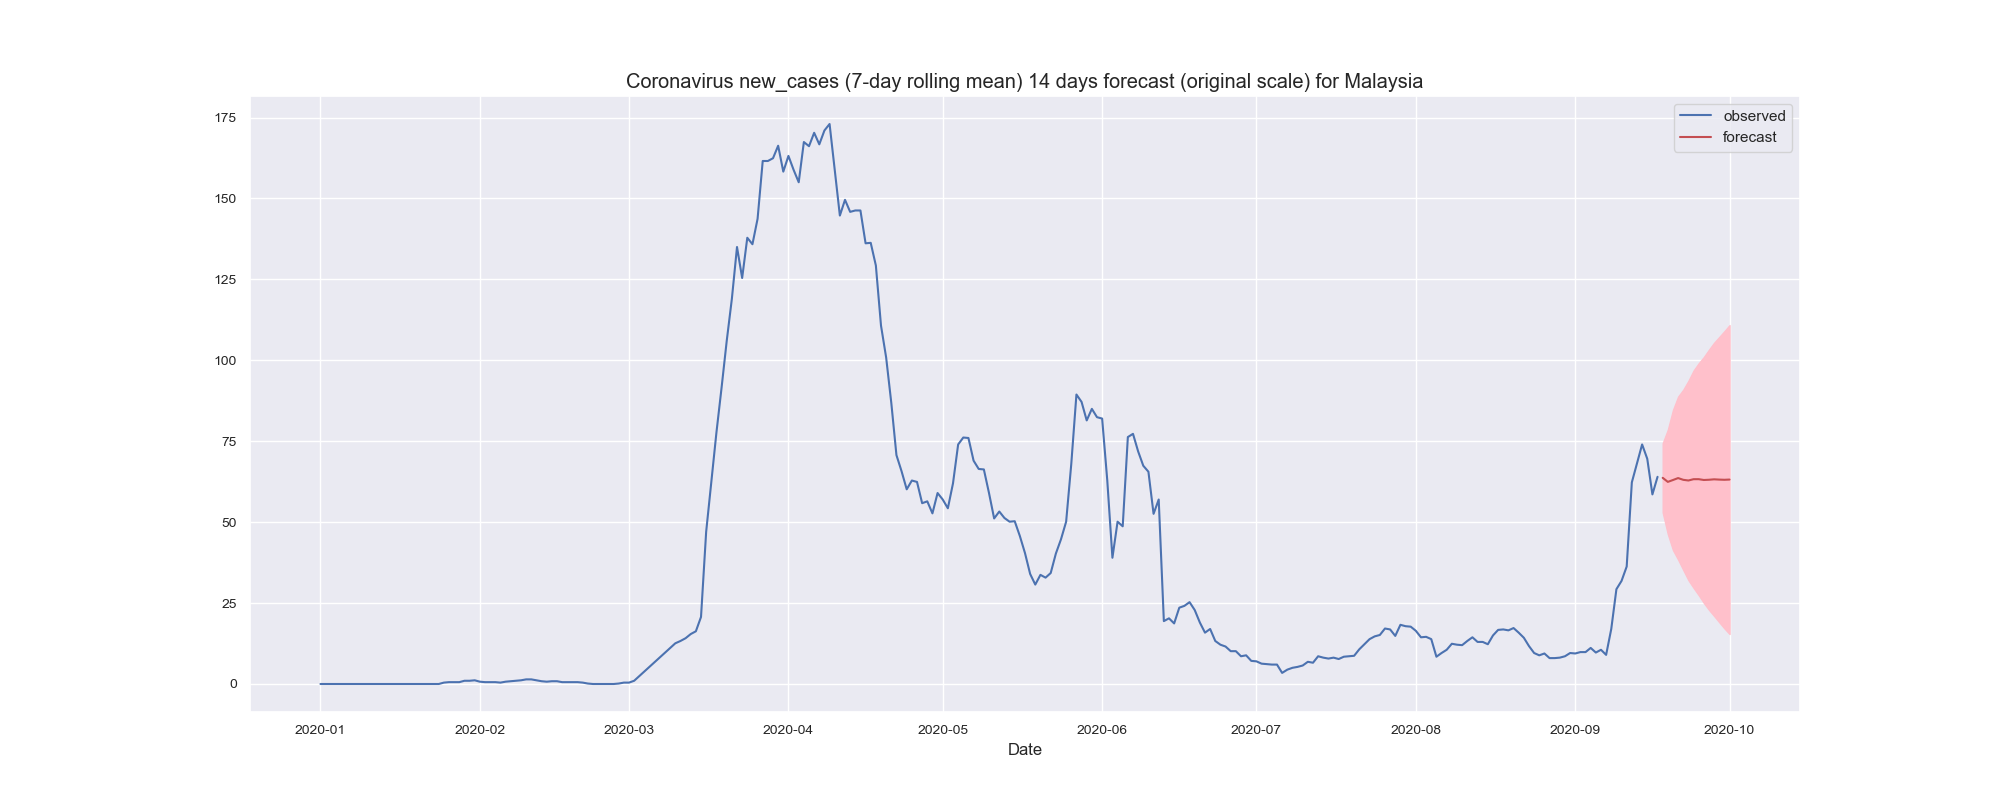 Coronavirus new_cases (7-day rolling mean) 14 days forecast (original scale) for Malaysia
observed
forecast
175
150
125
100
75
50
25
0
2020-01 2020-02 2020-03 2020-04 2020-05 2020-06 2020-07 2020-08 2020-09 2020-10
Date